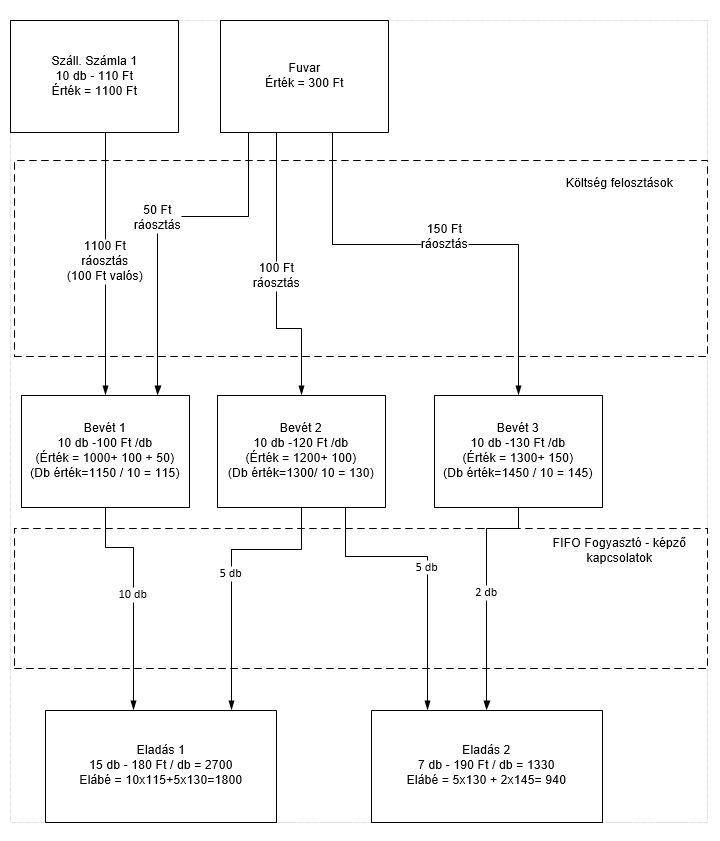 Száll. Számla 1
10 db - 110 Ft
Érték = 1100 Ft
Fuvar
Érték = 300 Ft
Költség felosztások
50 Ft
ráosztás
1100 Ft
ráosztás
(100 Ft valós)
100 Ft
ráosztás
150 Ft
ráosztás
Bevét 1
10 db -100 Ft /db
(Érték = 1000+ 100 + 50)
(Db érték=1150 / 10 = 115)
Bevét 2
10 db -120 Ft /db
(Érték = 1200+ 100)
(Db érték=1300/ 10 = 130)
Bevét 3
10 db -130 Ft /db
(Érték = 1300+ 150)
(Db érték=1450 / 10 = 145)
FIFO Fogyasztó - képző
kapcsolatok
10 db
5 db
5 db
2 db
Eladás 1
15 db - 180 Ft / db = 2700
Elábé = 10x115+5x130=1800
Eladás 2
7 db - 190 Ft / db = 1330
Elábé = 5x130 + 2x145= 940